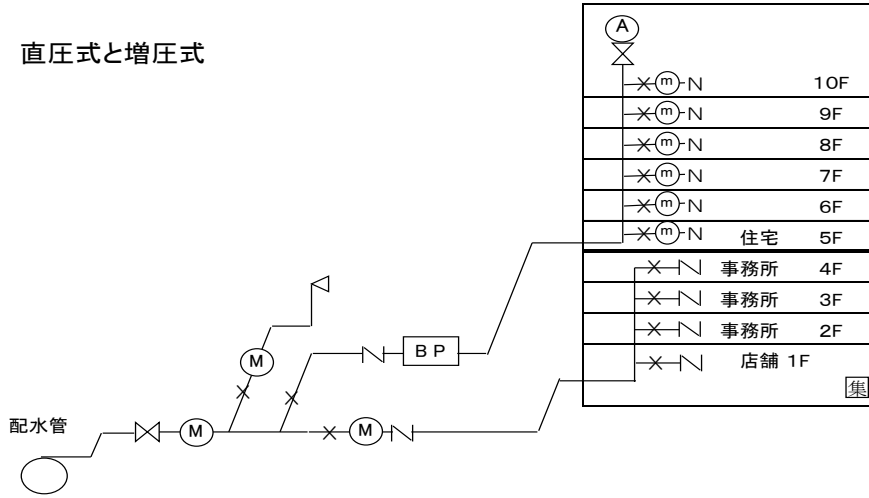 直圧式と増圧式
A
m N 10F
m N 9F
m N 8F
m N 7F
m N 6F
m N 住宅 5F
事務所 4F
事務所 3F
事務所 2F
店舗 1F
集
M
BP
配水管
M
M